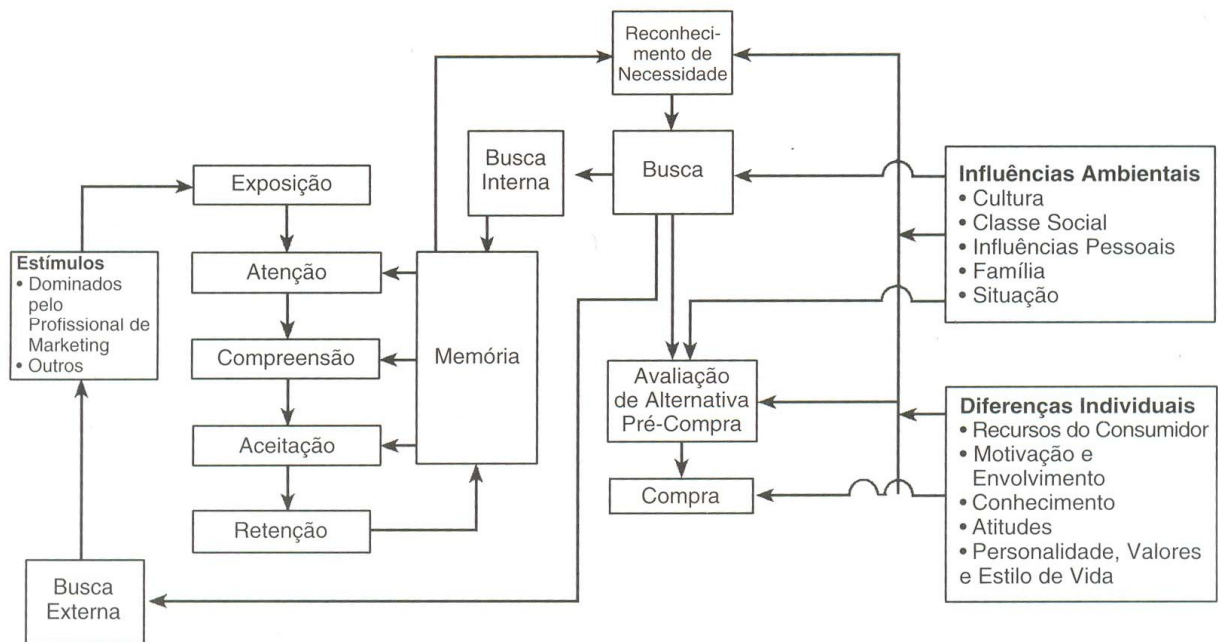 Reconheci-
mento de
Necessidade
Busca
Interna
Busca
Exposição
Atenção
Compreensão
Aceitação
Retenção
Memória
Estímulos
• Dominados
pelo
Profissional de
Marketing
• Outros
Busca
Externa
Avaliação
de Alternativa
Pré-Compra
Compra
Influências Ambientais
• Cultura
• Classe Social
• Influências Pessoais
• Família
• Situação
Diferenças Individuais
• Recursos do Consumidor
• Motivação e
Envolvimento
• Conhecimento
• Atitudes
• Personalidade, Valores
e Estilo de Vida